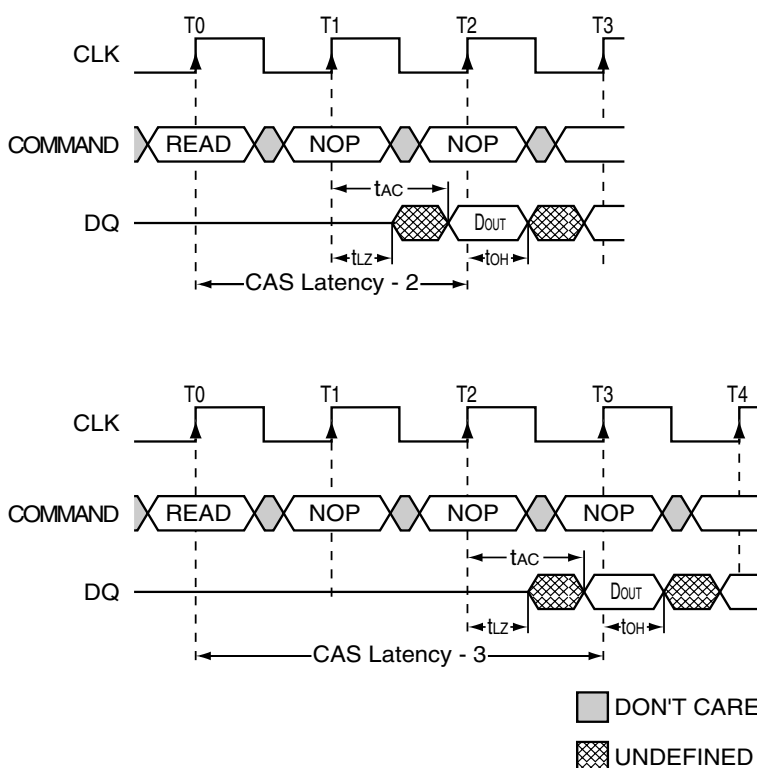 T0 T1 T2 T3
CLK
COMMAND READ NOP NOP
tAC
DQ DOUT
tLZ tOH
CAS Latency - 2
T0 T1 T2 T3 T4
CLK
COMMAND READ NOP NOP NOP
tAC
DQ DOUT
tLZ tOH
CAS Latency - 3
DON'T CARE
UNDEFINED